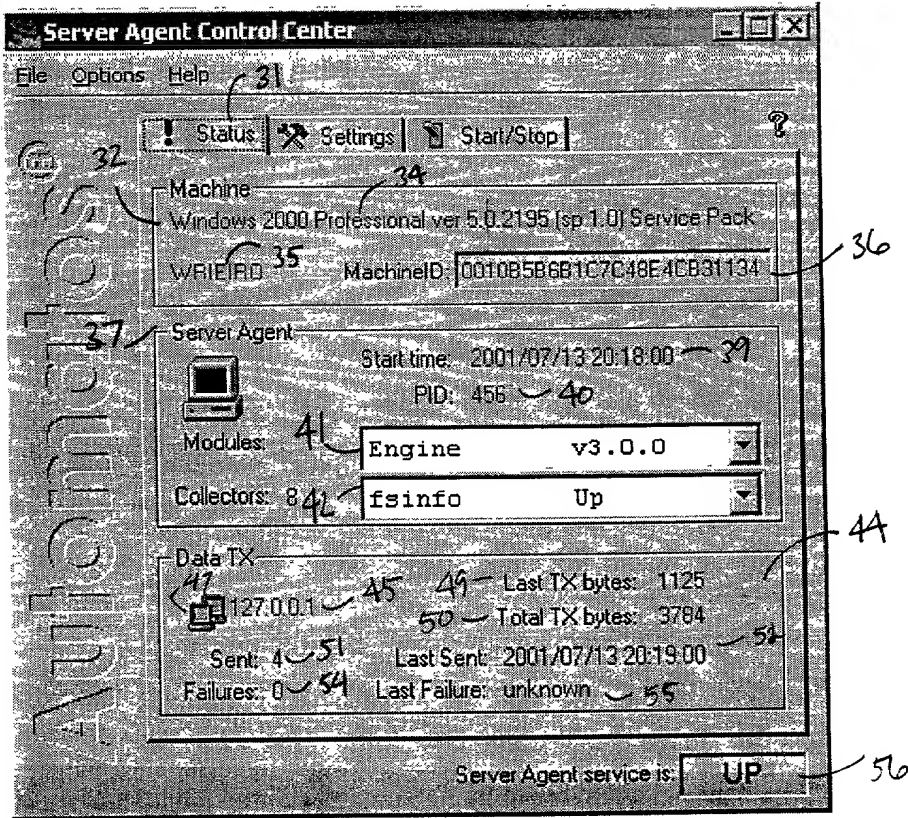 Server Agent Control Center
File Options Help 31
Status Settings Start/Stop ?
32 34
Machine
Windows 2000 Professional ver 5.0.2195 (sp 1.0) Service Pack
35 36
MachineID: 0010B5B6B1C7C48E4CB31134
37 Server Agent
Start time: 2001/07/13 20:18:00 39
PID: 456 40
Modules: 41 Engine v3.0.0
Collectors: 8 42 fsinfo Up
44
Data TX
47 127.0.0.1 45 49 Last TX bytes: 1125
50 Total TX bytes: 3784
52
Sent: 4 51 Last Sent: 2001/07/13 20:19:00
Failures: 0 54 Last Failure: unknown 55
Server Agent service is: UP 56
Automatos